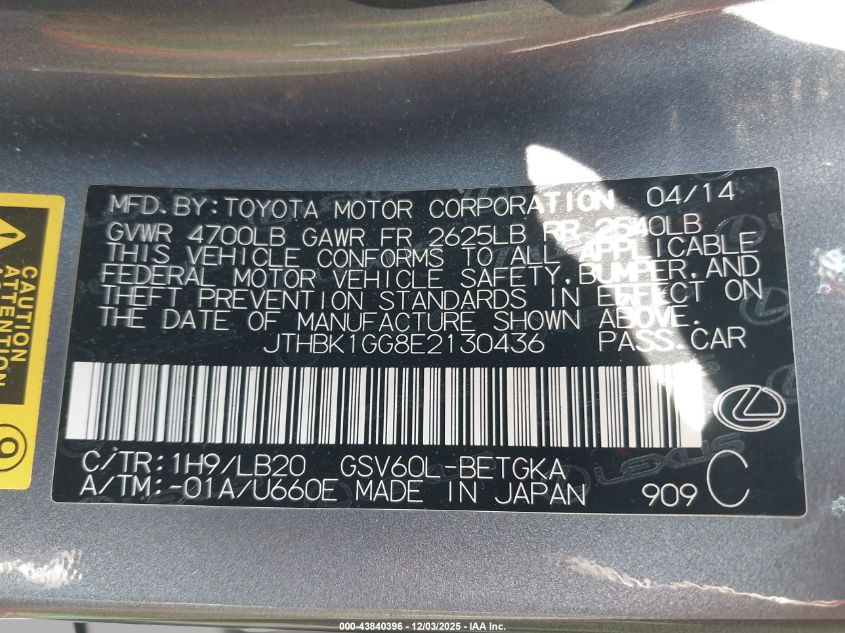 MFD.BY:TOYOTA MOTOR CORPORATION 04/14
GVWR 4700LB GAWR FR 2625LB RR 2540LB
THIS VEHICLE CONFORMS TO ALL APPLICABLE
FEDERAL MOTOR VEHICLE SAFETY,BUMPER,AND
THEFT PREVENTION STANDARDS IN EFFECT ON
THE DATE OF MANUFACTURE SHOWN ABOVE.
JTHBK1GG8E2130436 PASS.CAR
C/TR:1H9/LB20 GSV60L-BETGKA
A/TM:-01A/U660E MADE IN JAPAN 909 C
LEXUS
CAUTION
ATTENTION
000-43840396 - 12/03/2025 - IAA Inc.